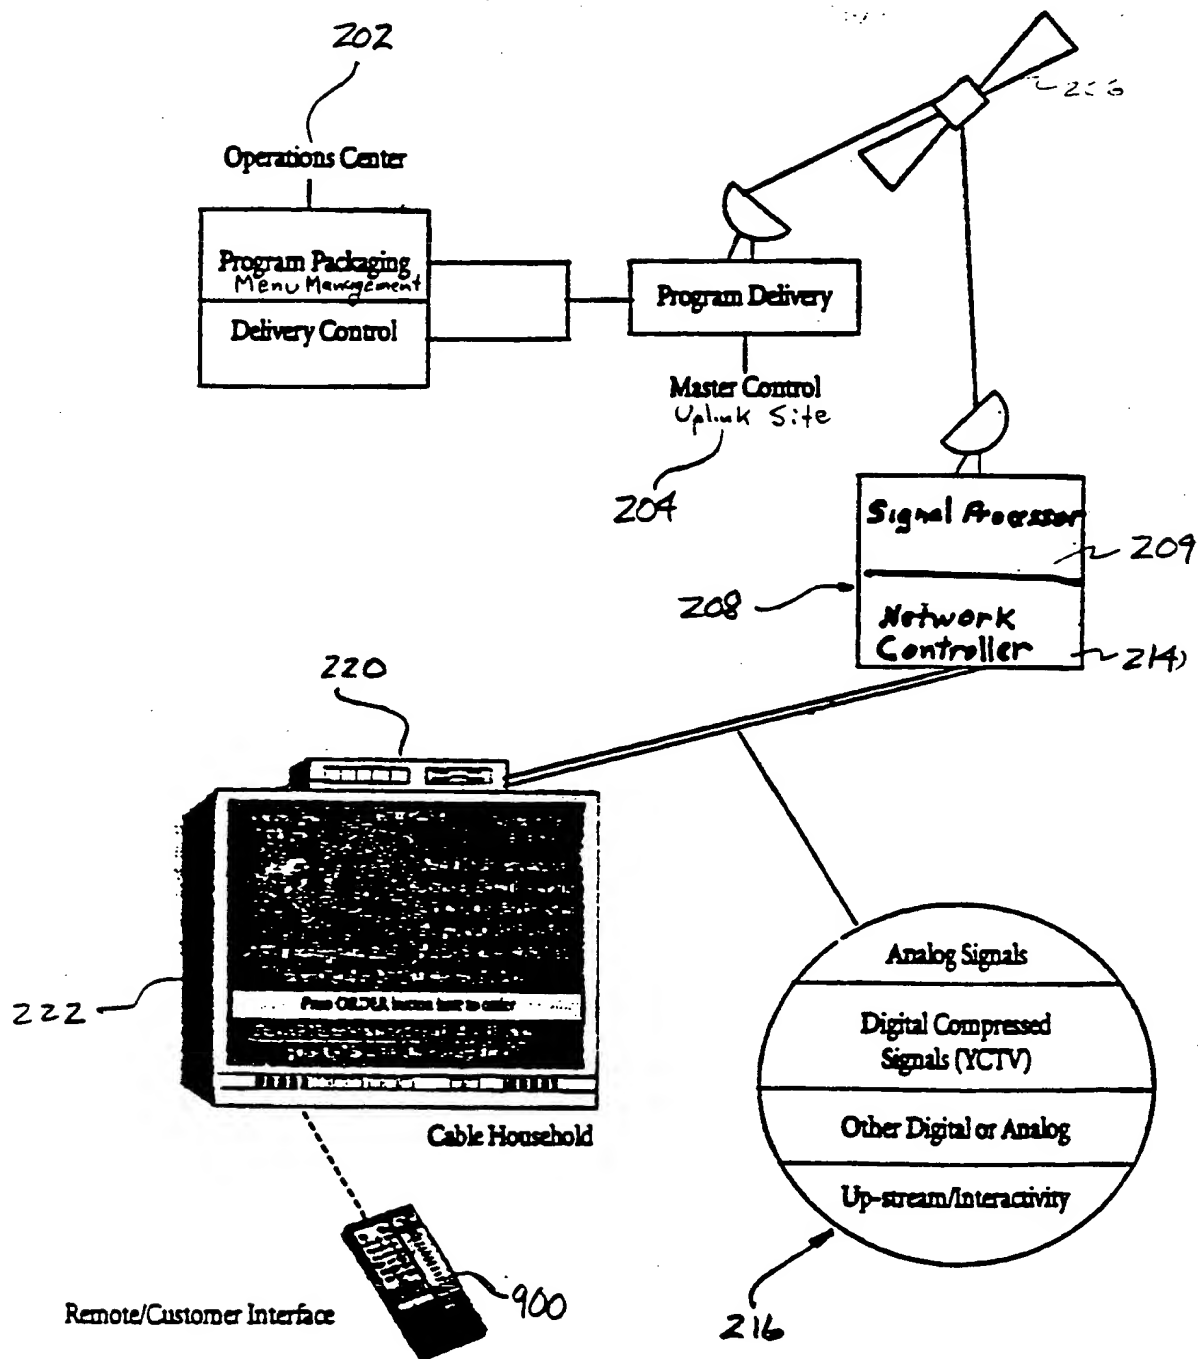 202
Operations Center
Program Packaging
Menu Management
Delivery Control
Program Delivery
Master Control
Uplink Site
204
Signal Processor
209
208
Network
Controller
214
220
222
Press ORDER button now to order
Cable Household
Analog Signals
Digital Compressed
Signals (YCTV)
Other Digital or Analog
Up-stream/Interactivity
900
Remote/Customer Interface
216